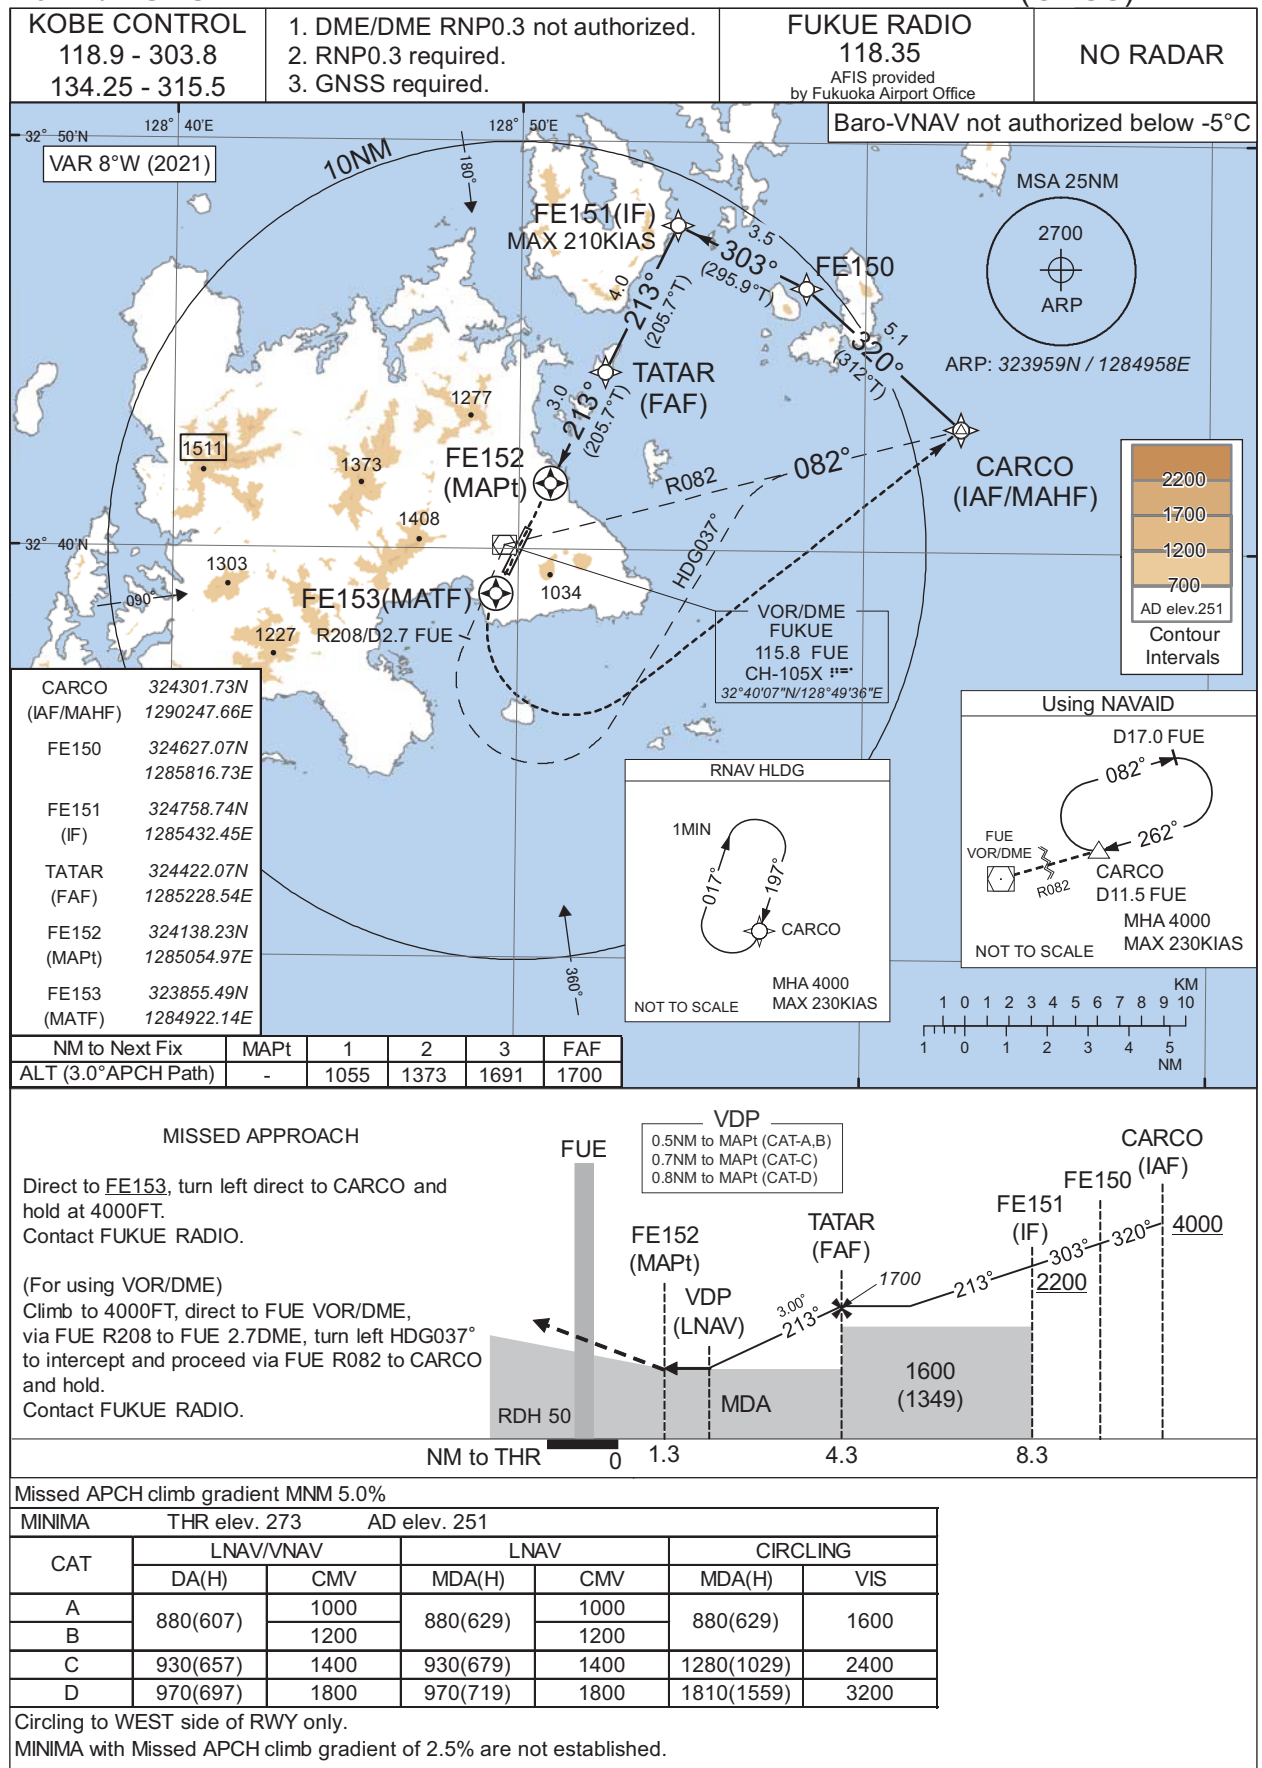 KOBE CONTROL
118.9 - 303.8
134.25 - 315.5
1. DME/DME RNP0.3 not authorized.
2. RNP0.3 required.
3. GNSS required.
FUKUE RADIO
118.35
AFIS provided
by Fukuoka Airport Office
NO RADAR
Baro-VNAV not authorized below -5°C
32° 50'N
128° 40'E
128° 50'E
VAR 8°W (2021)
10NM
180°
FE151(IF)
MAX 210KIAS
3.5
303°
(295.9°T)
FE150
MSA 25NM
2700
ARP
ARP: 323959N / 1284958E
4.0
213°
(205.7°T)
5.1
320°
(312°T)
TATAR
(FAF)
3.0
213°
(205.7°T)
1277
1511
1373
FE152
(MAPt)
R082
082°
CARCO
(IAF/MAHF)
1408
32° 40'N
1303
HDG037°
090°
FE153(MATF)
1034
R208/D2.7 FUE
1227
VOR/DME
FUKUE
115.8 FUE
CH-105X
32°40'07"N/128°49'36"E
2200
1700
1200
700
AD elev.251
Contour
Intervals
CARCO 324301.73N
(IAF/MAHF) 1290247.66E
FE150 324627.07N
1285816.73E
FE151 324758.74N
(IF) 1285432.45E
TATAR 324422.07N
(FAF) 1285228.54E
FE152 324138.23N
(MAPt) 1285054.97E
FE153 323855.49N
(MATF) 1284922.14E
360°
RNAV HLDG
1MIN
017°
197°
CARCO
MHA 4000
NOT TO SCALE MAX 230KIAS
Using NAVAID
D17.0 FUE
082°
262°
FUE
VOR/DME
R082
CARCO
D11.5 FUE
MHA 4000
MAX 230KIAS
NOT TO SCALE
KM
1 0 1 2 3 4 5 6 7 8 9 10
1 0 1 2 3 4 5
NM
NM to Next Fix MAPt 1 2 3 FAF
ALT (3.0°APCH Path) - 1055 1373 1691 1700
MISSED APPROACH
Direct to FE153, turn left direct to CARCO and
hold at 4000FT.
Contact FUKUE RADIO.
(For using VOR/DME)
Climb to 4000FT, direct to FUE VOR/DME,
via FUE R208 to FUE 2.7DME, turn left HDG037°
to intercept and proceed via FUE R082 to CARCO
and hold.
Contact FUKUE RADIO.
VDP
0.5NM to MAPt (CAT-A,B)
0.7NM to MAPt (CAT-C)
0.8NM to MAPt (CAT-D)
FUE
FE152
(MAPt)
VDP
(LNAV)
TATAR
(FAF)
FE151
(IF)
FE150
CARCO
(IAF)
4000
320°
303°
2200
213°
1700
3.00°
213°
1600
(1349)
MDA
RDH 50
NM to THR 0 1.3 4.3 8.3
Missed APCH climb gradient MNM 5.0%
MINIMA THR elev. 273 AD elev. 251
CAT LNAV/VNAV LNAV CIRCLING
DA(H) CMV MDA(H) CMV MDA(H) VIS
A 880(607) 1000 880(629) 1000 880(629) 1600
B 1200 1200
C 930(657) 1400 930(679) 1400 1280(1029) 2400
D 970(697) 1800 970(719) 1800 1810(1559) 3200
Circling to WEST side of RWY only.
MINIMA with Missed APCH climb gradient of 2.5% are not established.